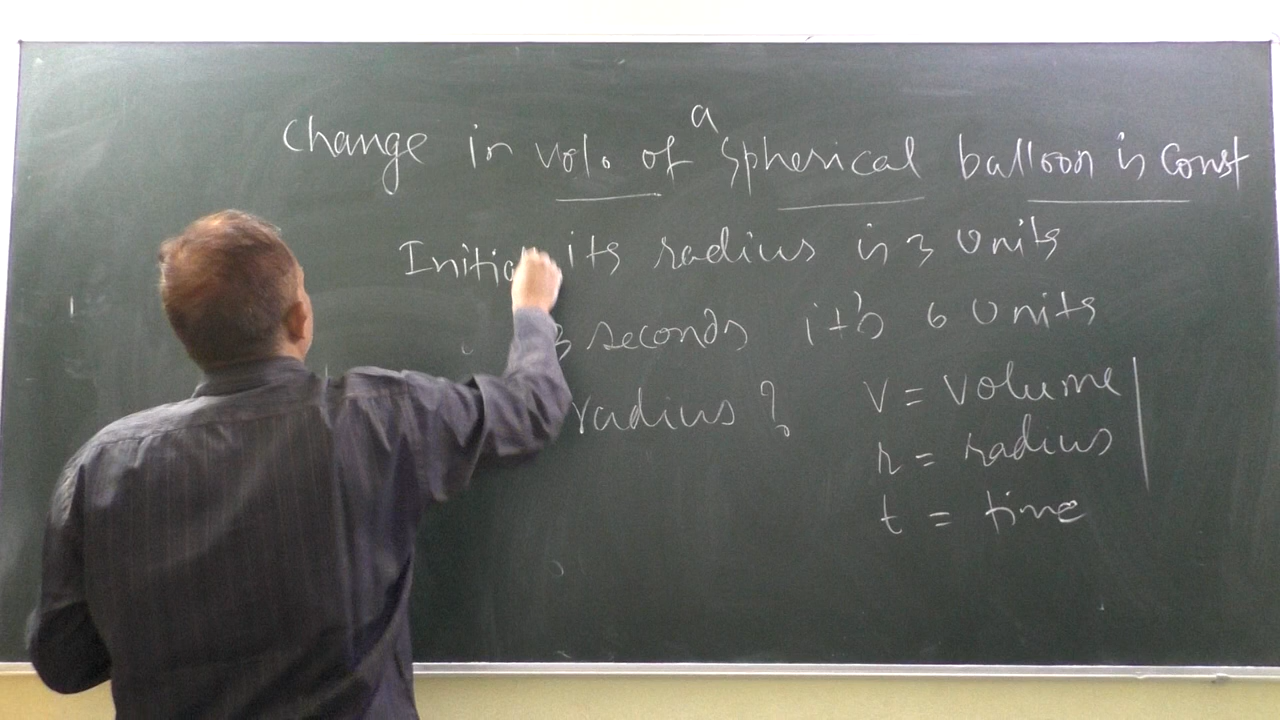 Change in vol. of a spherical balloon is Const
its radius is 3 Units
3 seconds it's 6 Units
radius?
V = Volume
r = radius
t = time